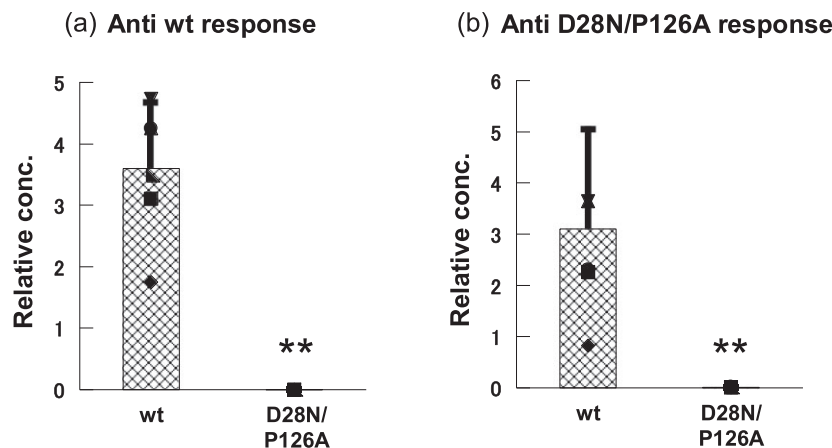 (a) Anti wt response
5
4
3
2
1
0
Relative conc.
**
wt
D28N/
P126A
(b) Anti D28N/P126A response
6
5
4
3
2
1
0
Relative conc.
**
wt
D28N/
P126A